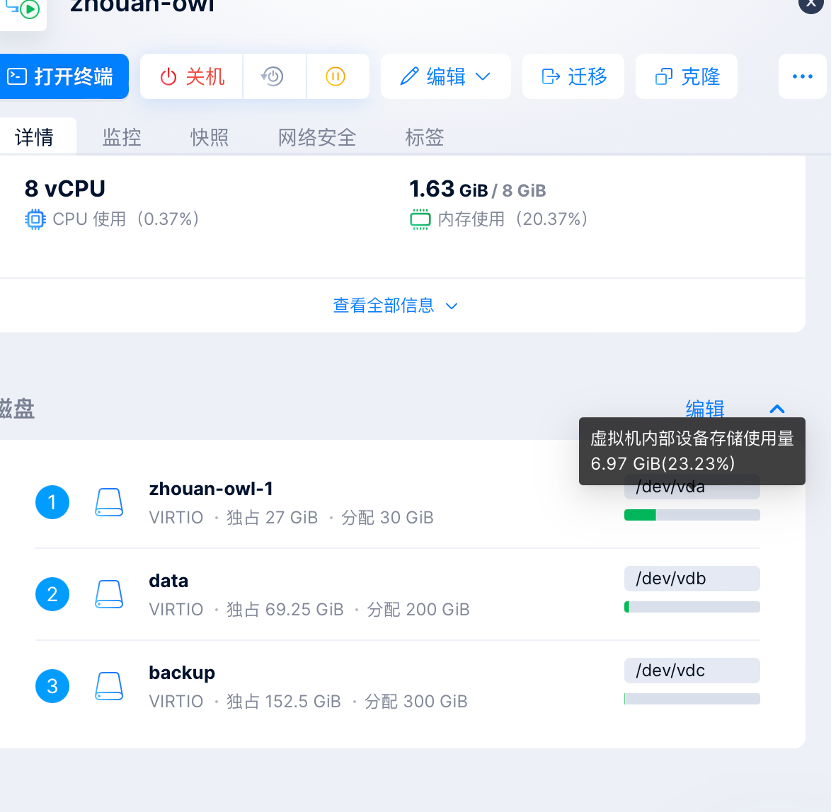 zhouan-owl
打开终端 关机 编辑 迁移 克隆
详情 监控 快照 网络安全 标签
8 vCPU
CPU 使用（0.37%）
1.63 GiB / 8 GiB
内存使用（20.37%）
查看全部信息
磁盘 编辑
虚拟机内部设备存储使用量
6.97 GiB(23.23%)
1 zhouan-owl-1 /dev/vda
VIRTIO · 独占 27 GiB · 分配 30 GiB
2 data /dev/vdb
VIRTIO · 独占 69.25 GiB · 分配 200 GiB
3 backup /dev/vdc
VIRTIO · 独占 152.5 GiB · 分配 300 GiB